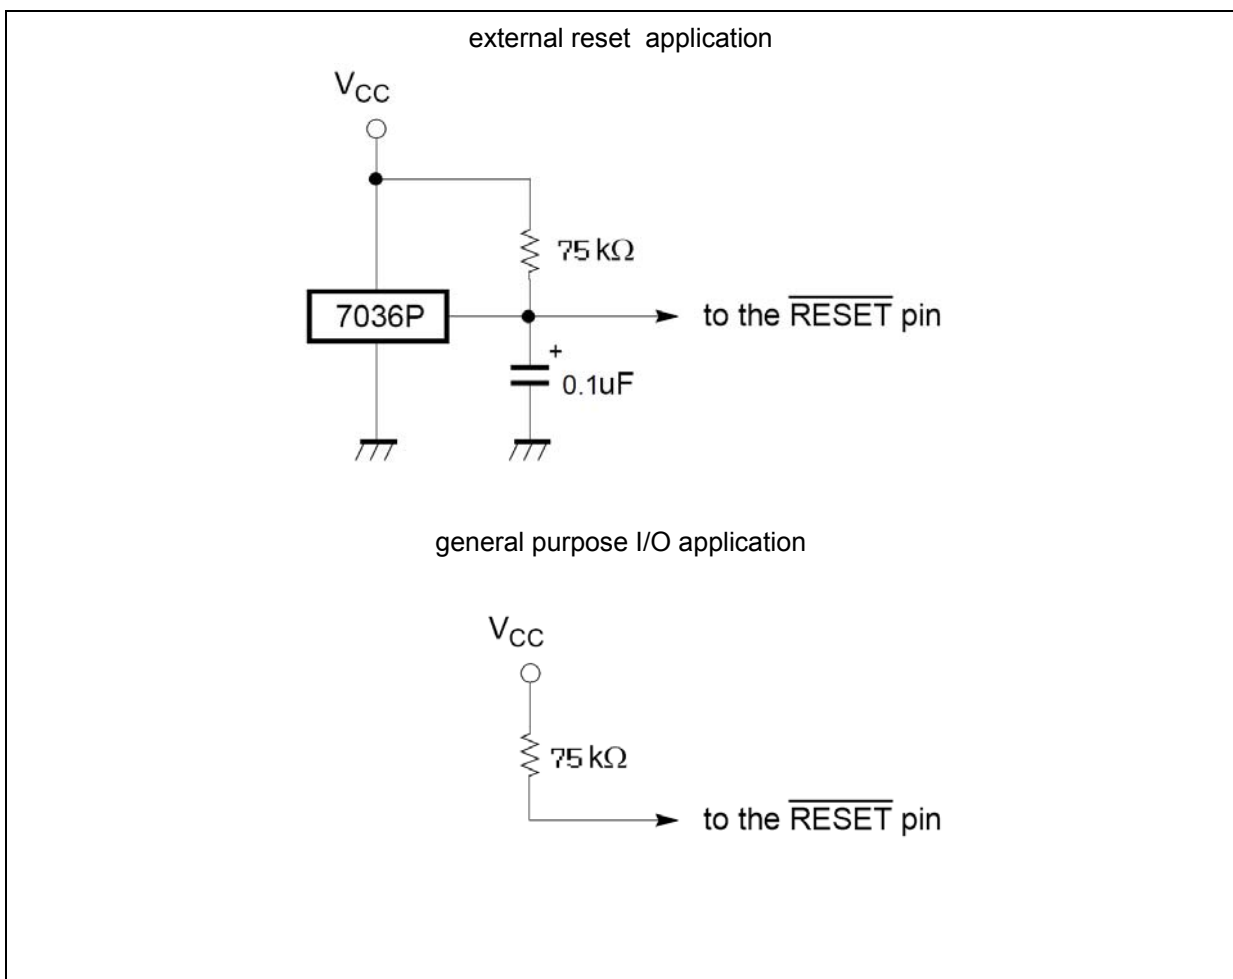 external reset application
VCC
75 kΩ
7036P
to the RESET pin
+
0.1uF
general purpose I/O application
VCC
75 kΩ
to the RESET pin